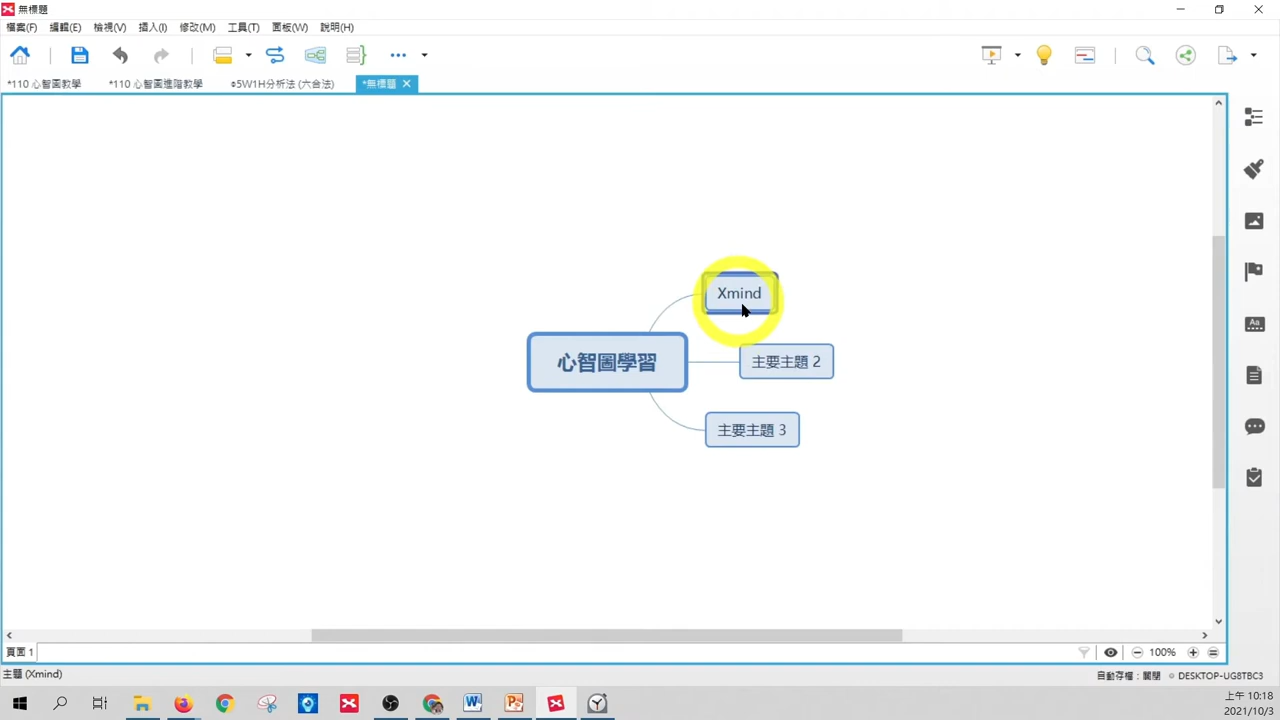 無標題
檔案(F) 編輯(E) 檢視(V) 插入(I) 修改(M) 工具(T) 面板(W) 說明(H)
*110 心智圖教學 *110 心智圖進階教學 5W1H分析法 (六合法) *無標題
Xmind
心智圖學習
主要主題 2
主要主題 3
頁面 1
100%
主題 (Xmind)
自動存檔：關閉 DESKTOP-UG8TBC3
上午 10:18
2021/10/3